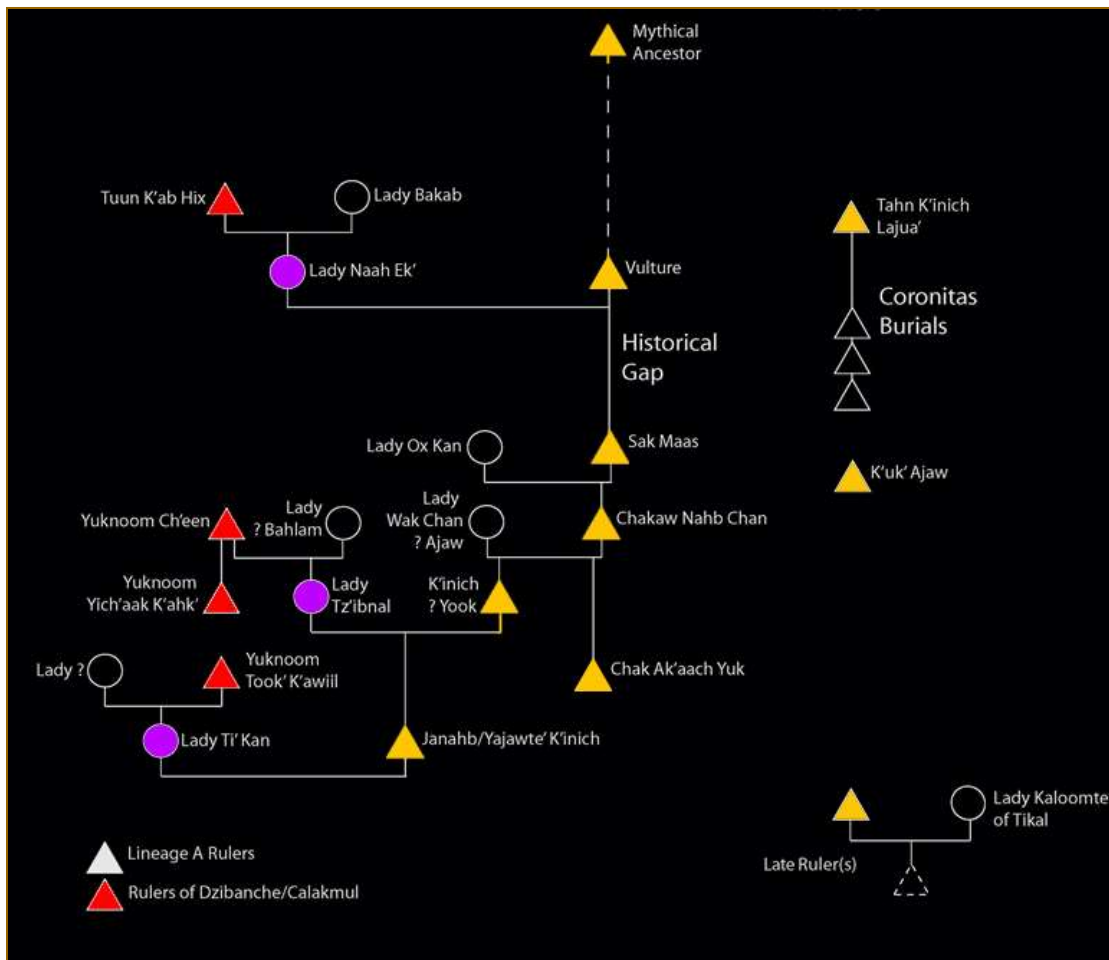 Mythical
Ancestor
Tuun K'ab Hix
Lady Bakab
Tahn K'inich
Lajua'
Lady Naah Ek'
Vulture
Coronitas
Burials
Historical
Gap
Lady Ox Kan
Sak Maas
K'uk' Ajaw
Yuknoom Ch'een
Lady
? Bahlam
Lady
Wak Chan
? Ajaw
Chakaw Nahb Chan
Yuknoom
Yich'aak K'ahk'
Lady
Tz'ibnal
K'inich
? Yook
Lady ?
Yuknoom
Took' K'awiil
Chak Ak'aach Yuk
Lady Ti' Kan
Janahb/Yajawte' K'inich
Lady Kaloomte
of Tikal
Late Ruler(s)
Lineage A Rulers
Rulers of Dzibanche/Calakmul